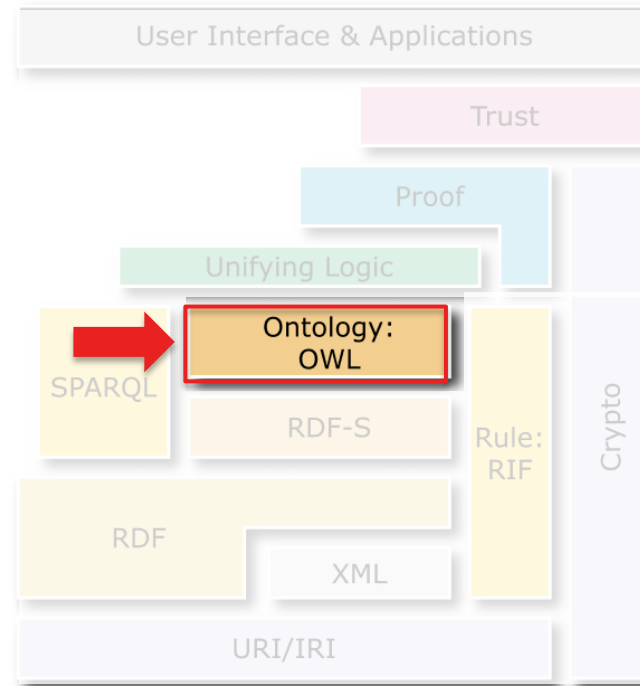 User Interface & Applications
Trust
Proof
Unifying Logic
Ontology:
OWL
SPARQL
RDF-S
Rule:
RIF
Crypto
RDF
XML
URI/IRI